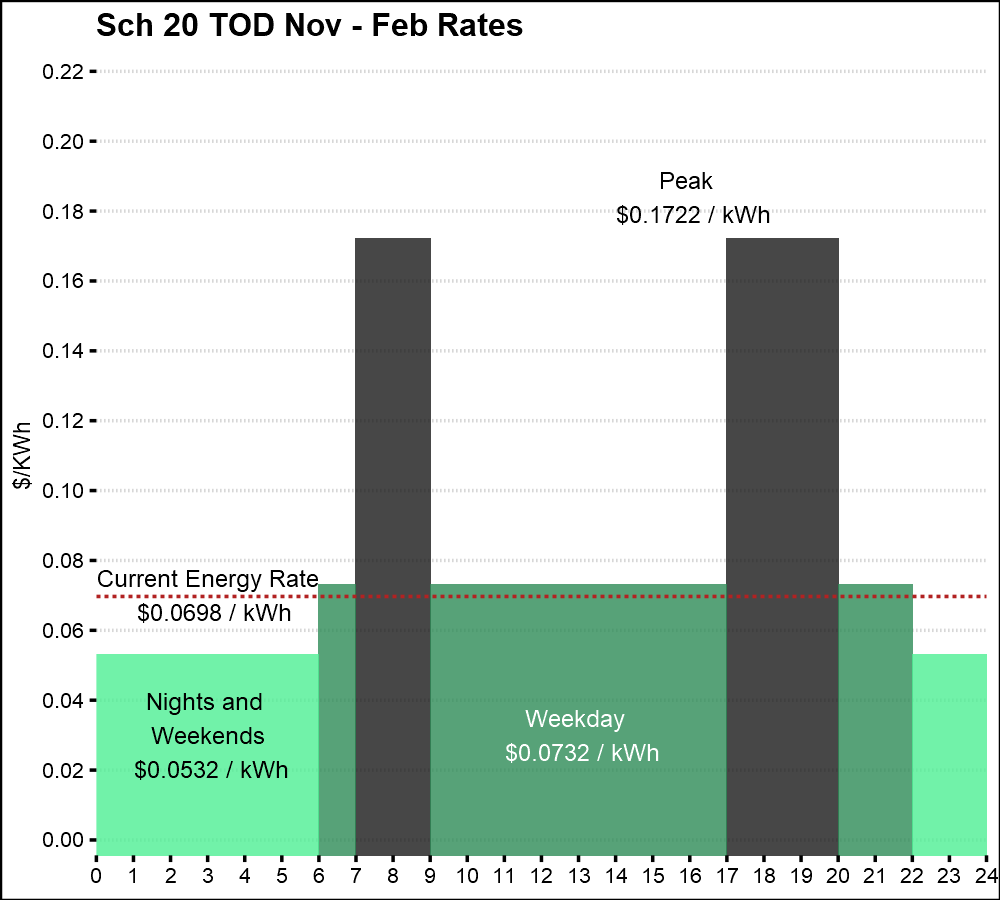 Sch 20 TOD Nov - Feb Rates
0.22
0.20
Peak
0.18
$0.1722 / kWh
0.16
0.14
0.12
$/KWh
0.10
0.08
Current Energy Rate
$0.0698 / kWh
0.06
0.04
Nights and
Weekends
$0.0532 / kWh
Weekday
$0.0732 / kWh
0.02
0.00
0 1 2 3 4 5 6 7 8 9 10 11 12 13 14 15 16 17 18 19 20 21 22 23 24